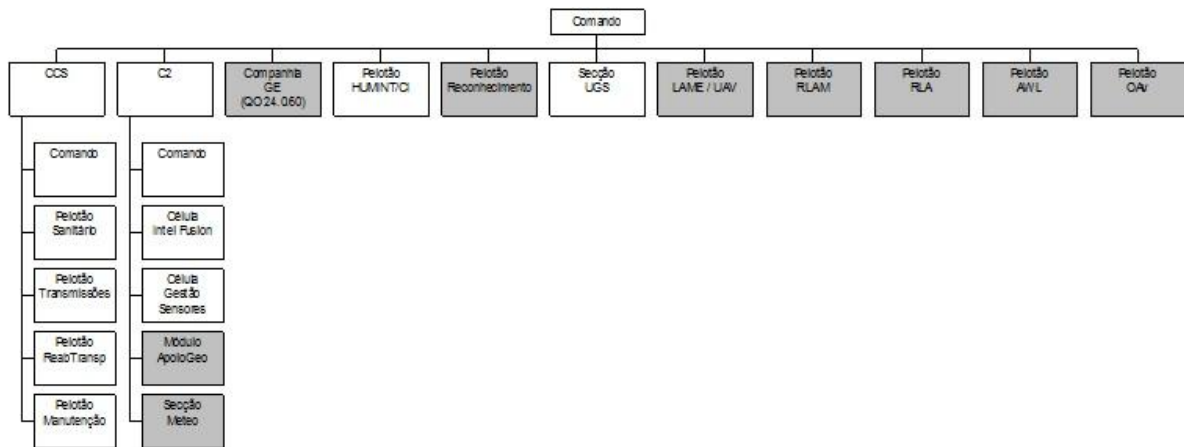 Comando
CCS
C2
Companhia
GE
(QO 24.060)
Pelotão
HUMINT/CI
Pelotão
Reconhecimento
Secção
UGS
Pelotão
LAME / UAV
Pelotão
RLAM
Pelotão
RLA
Pelotão
AWL
Pelotão
OAv
Comando
Pelotão
Sanitário
Pelotão
Transmissões
Pelotão
ReabTransp
Pelotão
Manutenção
Comando
Célula
Intel Fusion
Célula
Gestão
Sensores
Módulo
ApoioGeo
Secção
Meteo